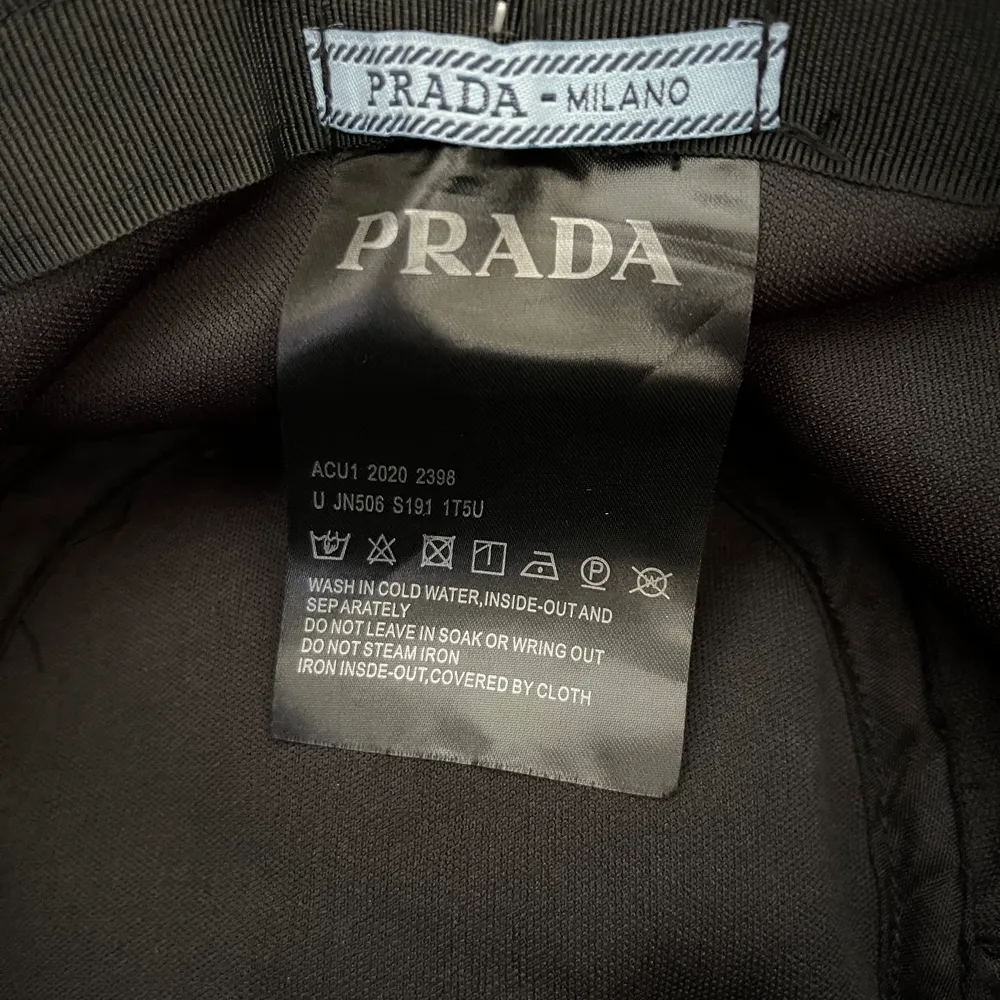 PRADA - MILANO
PRADA
ACU1 2020 2398
U JN506 S191 1T5U
P
WASH IN COLD WATER,INSIDE-OUT AND
SEP ARATELY
DO NOT LEAVE IN SOAK OR WRING OUT
DO NOT STEAM IRON
IRON INSDE-OUT,COVERED BY CLOTH